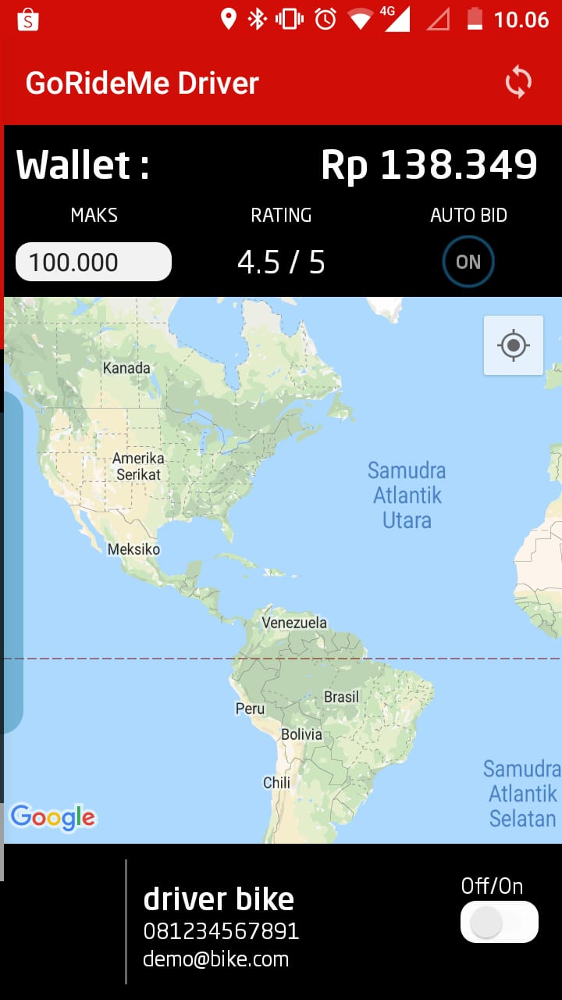 4G
10.06
GoRideMe Driver
Wallet :
Rp 138.349
MAKS
RATING
AUTO BID
100.000
4.5 / 5
ON
Kanada
Amerika
Serikat
Samudra
Atlantik
Utara
Meksiko
Venezuela
Brasil
Peru
Bolivia
Chili
Samudra
Atlantik
Selatan
Google
driver bike
081234567891
demo@bike.com
Off/On